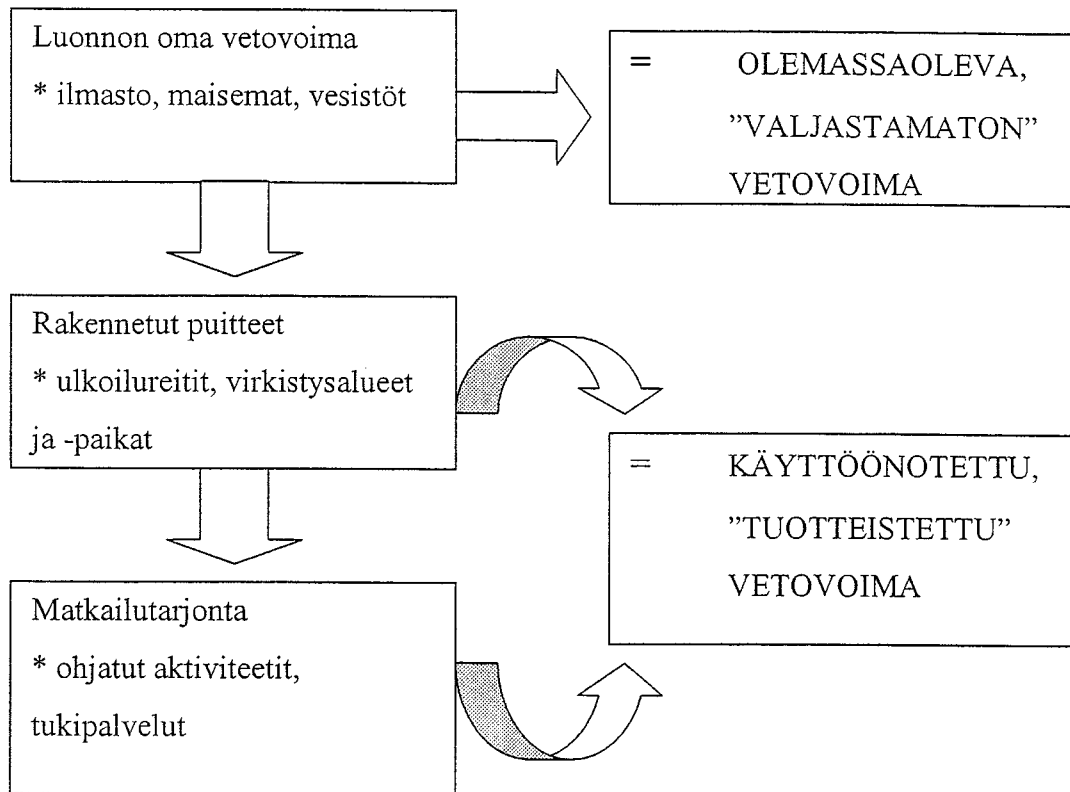 Luonnon oma vetovoima
* ilmasto, maisemat, vesistöt
= OLEMASSAOLEVA,
”VALJASTAMATON”
VETOVOIMA
Rakennetut puitteet
* ulkoilureitit, virkistysalueet
ja -paikat
= KÄYTTÖÖNOTETTU,
”TUOTTEISTETTU”
VETOVOIMA
Matkailutarjonta
* ohjatut aktiviteetit,
tukipalvelut